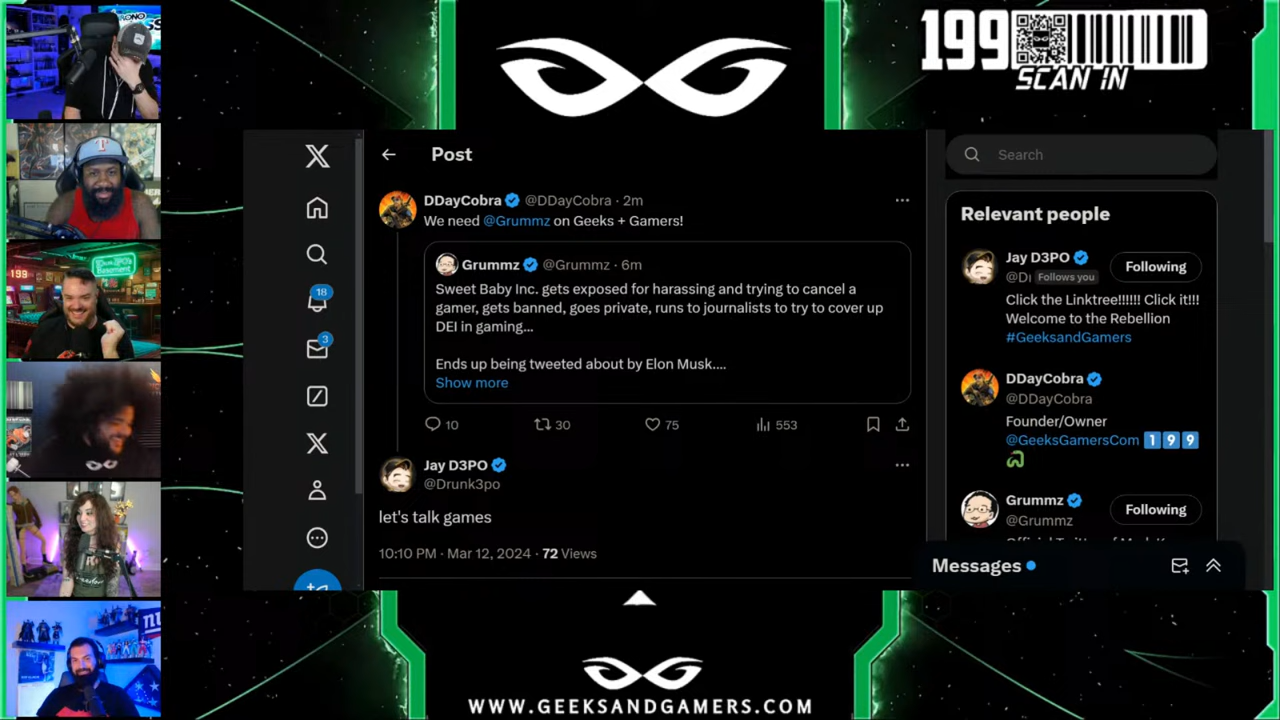 199
SCAN IN
Post
Search
DDayCobra @DDayCobra · 2m
We need @Grummz on Geeks + Gamers!
Grummz @Grummz · 6m
Sweet Baby Inc. gets exposed for harassing and trying to cancel a
gamer, gets banned, goes private, runs to journalists to try to cover up
DEI in gaming...
Ends up being tweeted about by Elon Musk....
Show more
10 30 75 553
Jay D3PO
@Drunk3po
let's talk games
10:10 PM · Mar 12, 2024 · 72 Views
18
3
Relevant people
Jay D3PO
@D Follows you
Following
Click the Linktree!!!!!! Click it!!!
Welcome to the Rebellion
#GeeksandGamers
DDayCobra
@DDayCobra
Founder/Owner
@GeeksGamersCom 1 9 9
Grummz
@Grummz
Following
Messages
199
WWW.GEEKSANDGAMERS.COM